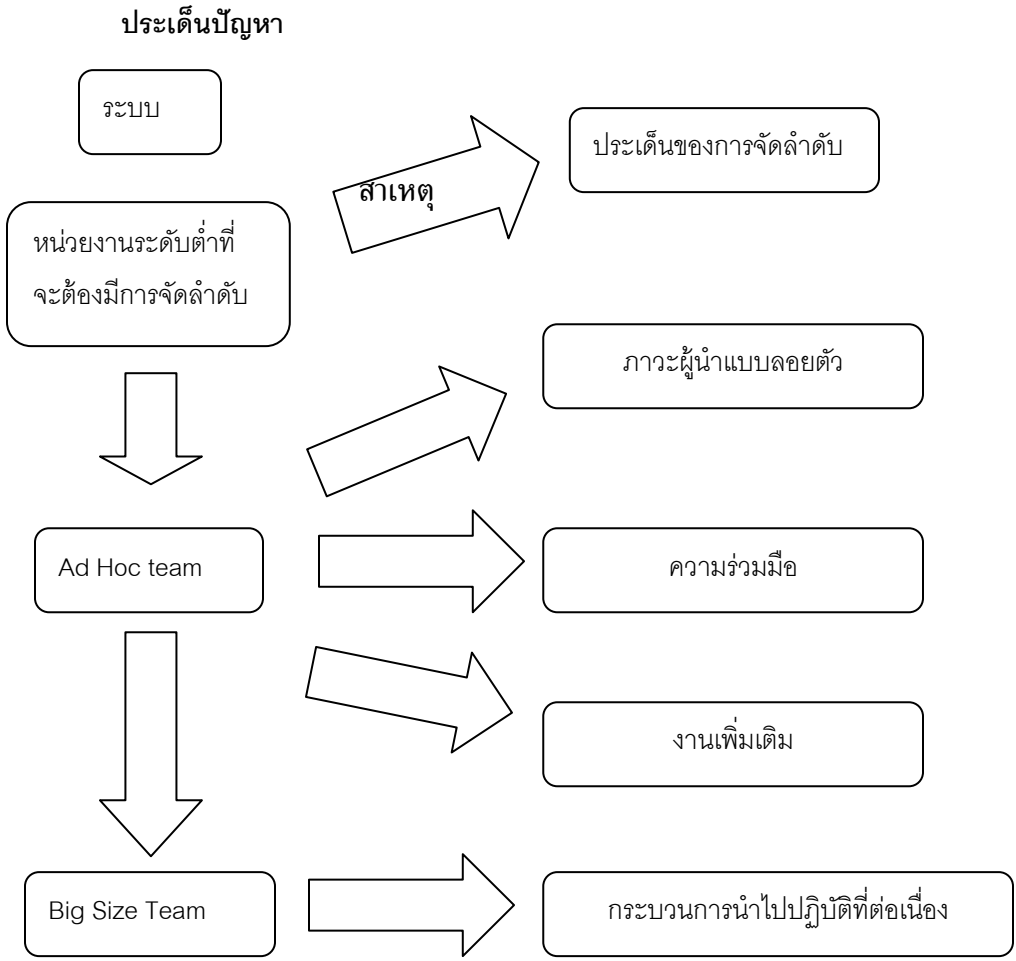 ประเด็นปัญหา
ระบบ
ประเด็นของการจัดลำดับ
สาเหตุ
หน่วยงานระดับต่ำที่
จะต้องมีการจัดลำดับ
ภาวะผู้นำแบบลอยตัว
Ad Hoc team
ความร่วมมือ
งานเพิ่มเติม
Big Size Team
กระบวนการนำไปปฏิบัติที่ต่อเนื่อง